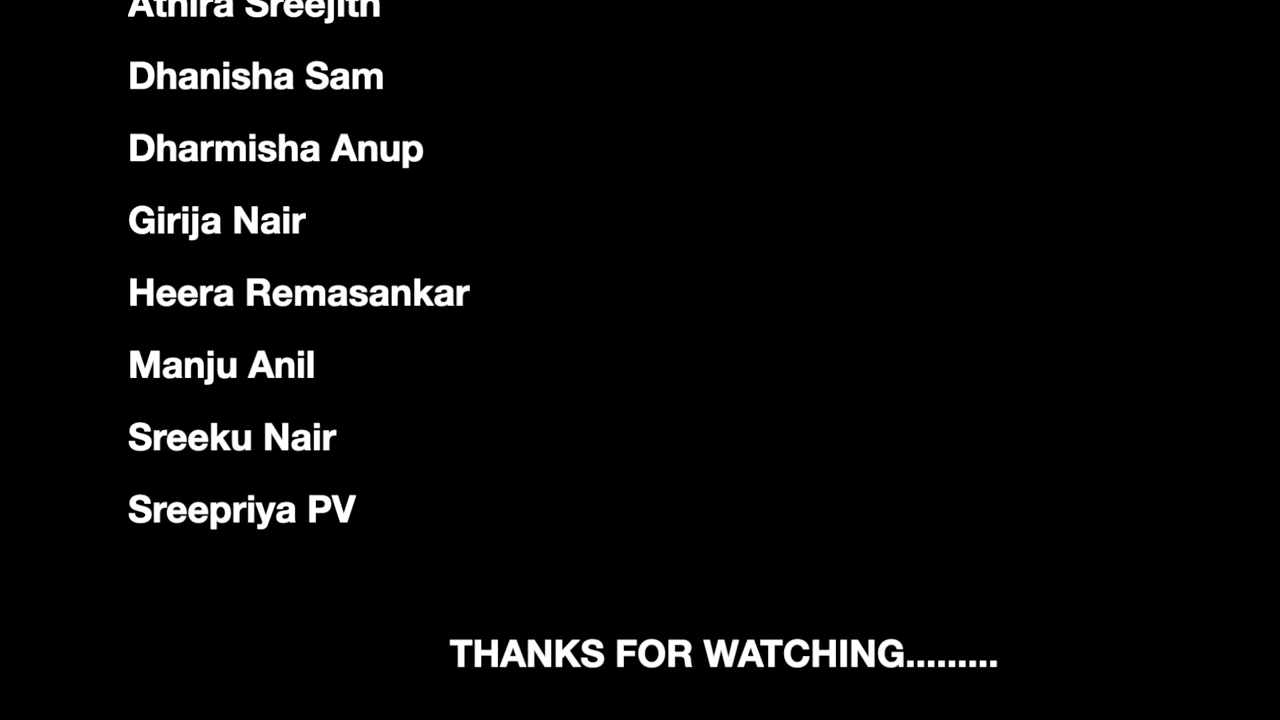 Athira Sreejith
Dhanisha Sam
Dharmisha Anup
Girija Nair
Heera Remasankar
Manju Anil
Sreeku Nair
Sreepriya PV
THANKS FOR WATCHING.........